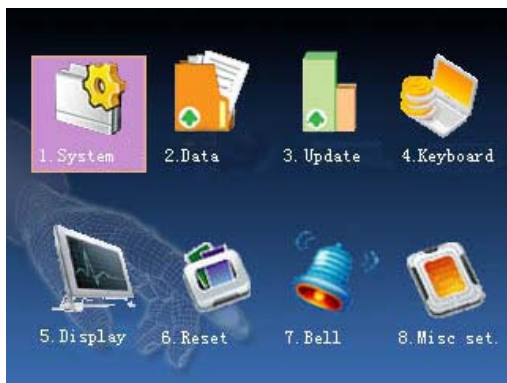 1.System 2.Data 3.Update 4.Keyboard
5.Display 6.Reset 7.Bell 8.Misc set.